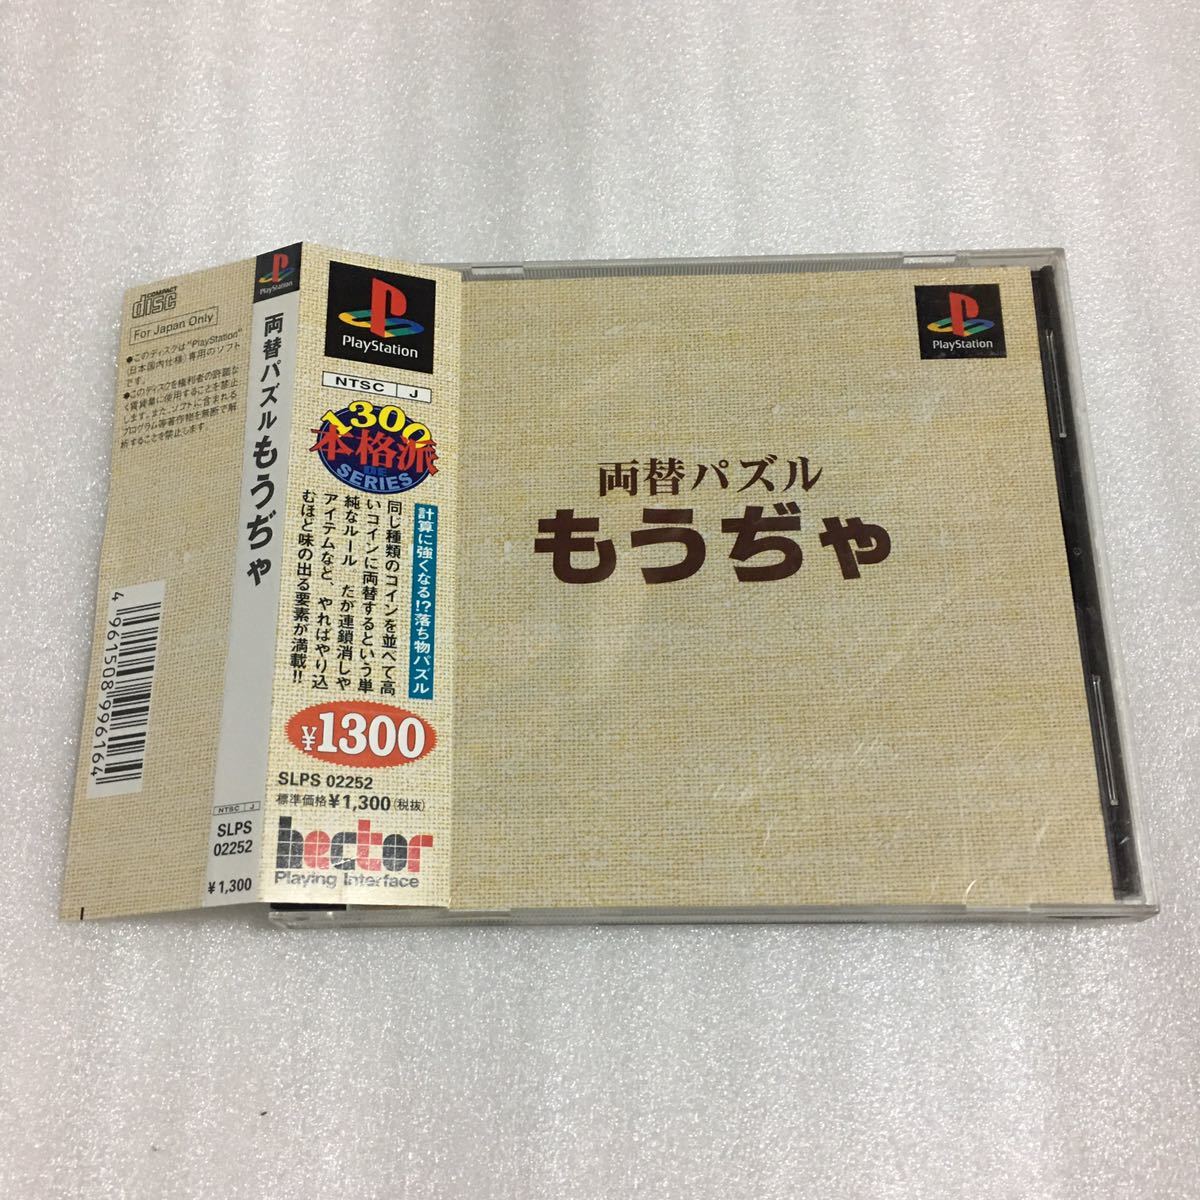 COMPACT
disc
For Japan Only
●このディスクは"PlayStation"
(日本国内仕様)専用のソフト
です。
●このディスクを権利者の許諾な
く賃貸業に使用することを禁止
します。また、ソフトに含まれる
プログラム等著作物を無断で解
析することを禁止します。
4961508996164
PlayStation
両替パズル もうぢゃ
NTSC J
SLPS
02252
¥1,300
PlayStation
NTSC J
1300
本格派
DE
SERIES
計算に強くなる!?落ち物パズル
同じ種類のコインを並べて高
いコインに両替するという単
純なルール だが連鎖消しや
アイテムなど、やればやり込
むほど味の出る要素が満載!!
¥1300
SLPS 02252
標準価格¥1,300(税抜)
hector
Playing Interface
PlayStation
両替パズル
もうぢゃ